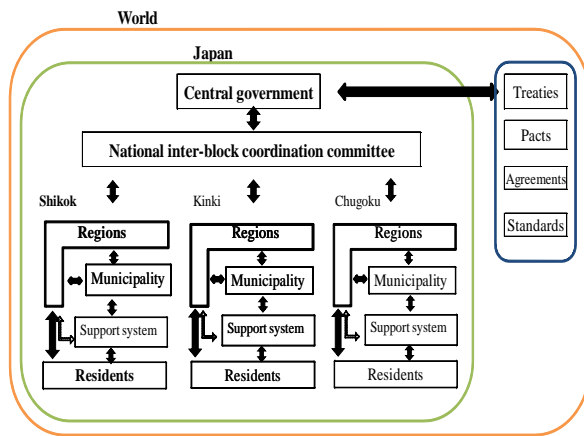 World
Japan
Central government
National inter-block coordination committee
Treaties
Pacts
Agreements
Standards
Shikok
Kinki
Chugoku
Regions
Regions
Regions
Municipality
Municipality
Municipality
Support system
Support system
Support system
Residents
Residents
Residents